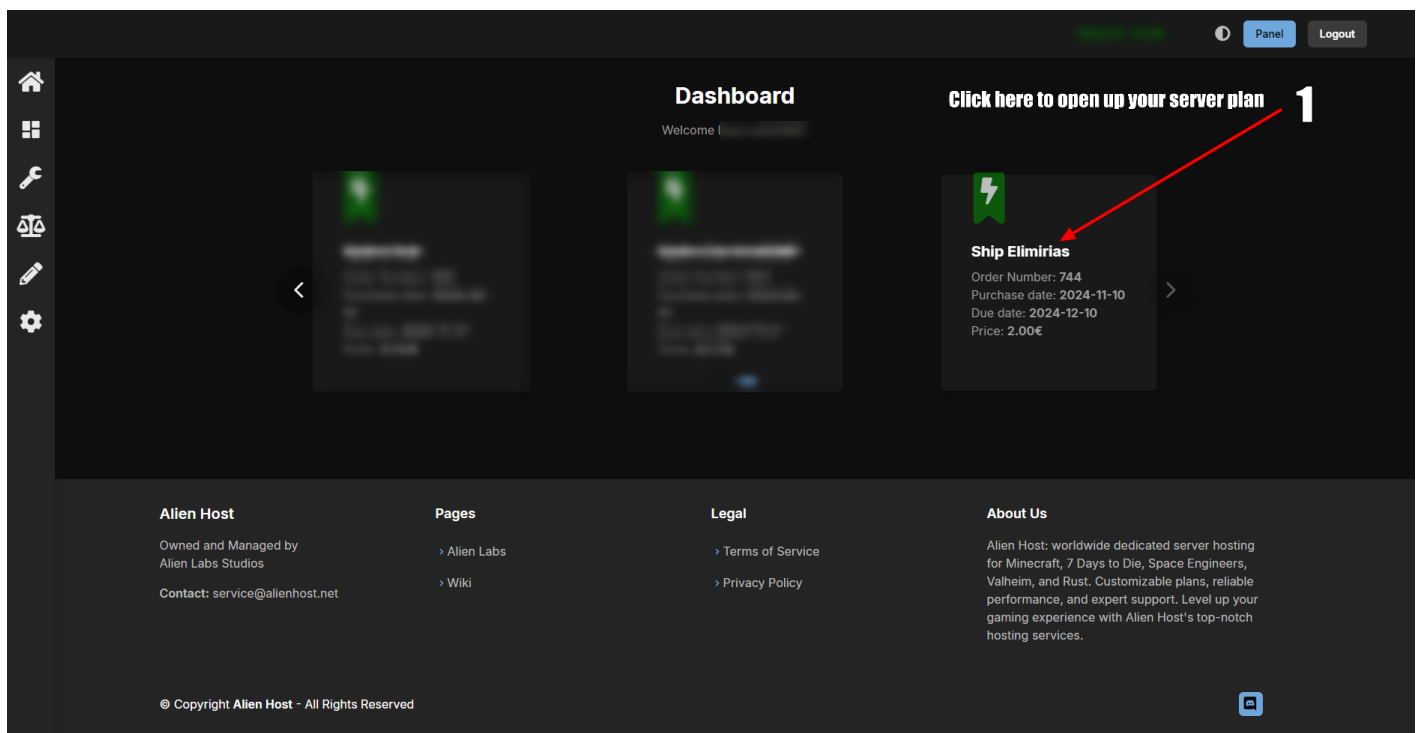 Panel
Logout
Dashboard
Click here to open up your server plan
1
Welcome
Ship Elimirias
Order Number: 744
Purchase date: 2024-11-10
Due date: 2024-12-10
Price: 2.00€
Alien Host
Owned and Managed by
Alien Labs Studios
Contact: service@alienhost.net
Pages
› Alien Labs
› Wiki
Legal
› Terms of Service
› Privacy Policy
About Us
Alien Host: worldwide dedicated server hosting
for Minecraft, 7 Days to Die, Space Engineers,
Valheim, and Rust. Customizable plans, reliable
performance, and expert support. Level up your
gaming experience with Alien Host's top-notch
hosting services.
© Copyright Alien Host - All Rights Reserved